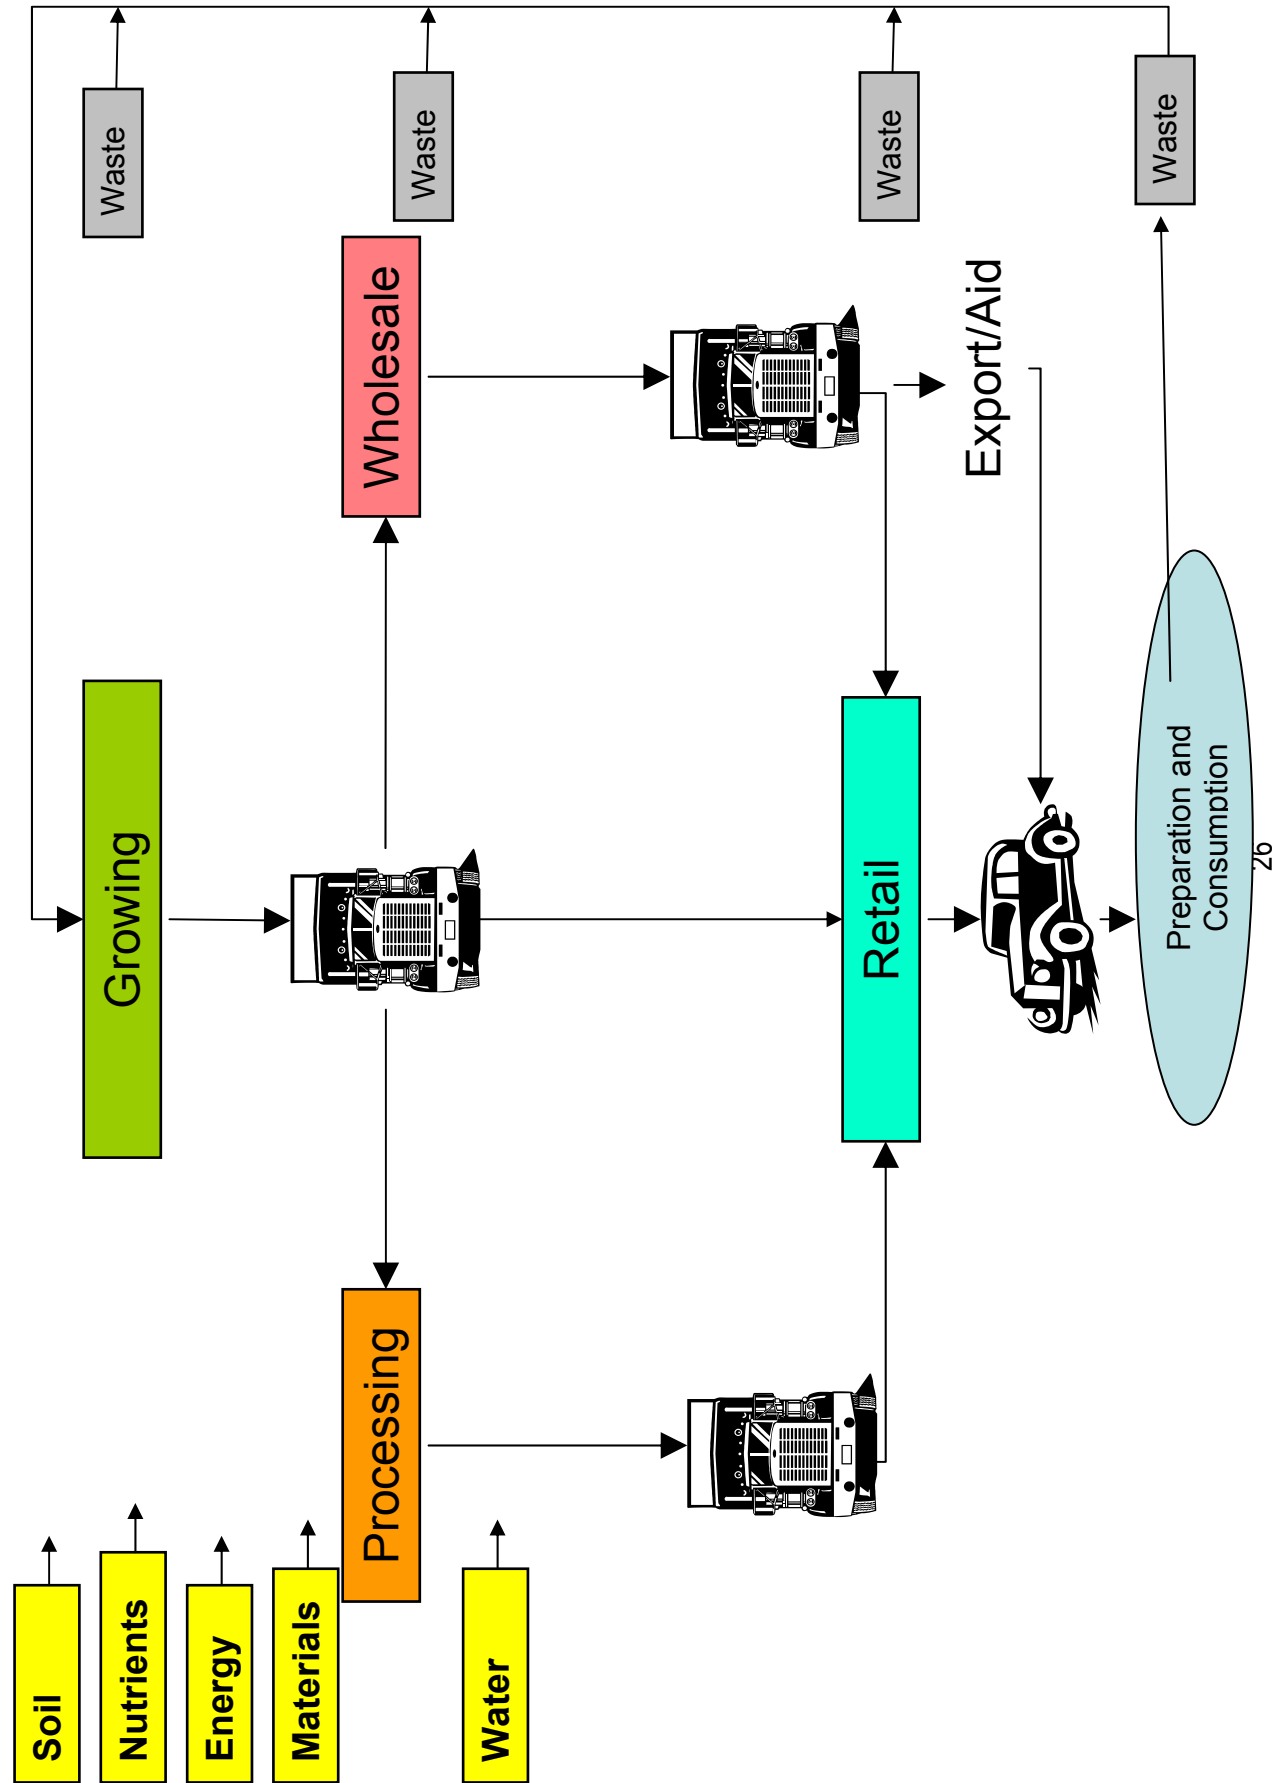 Soil
Nutrients
Growing
Waste
Energy
Materials
Processing
Wholesale
Waste
Water
Retail
Waste
Export/Aid
Preparation and
Consumption
Waste
26